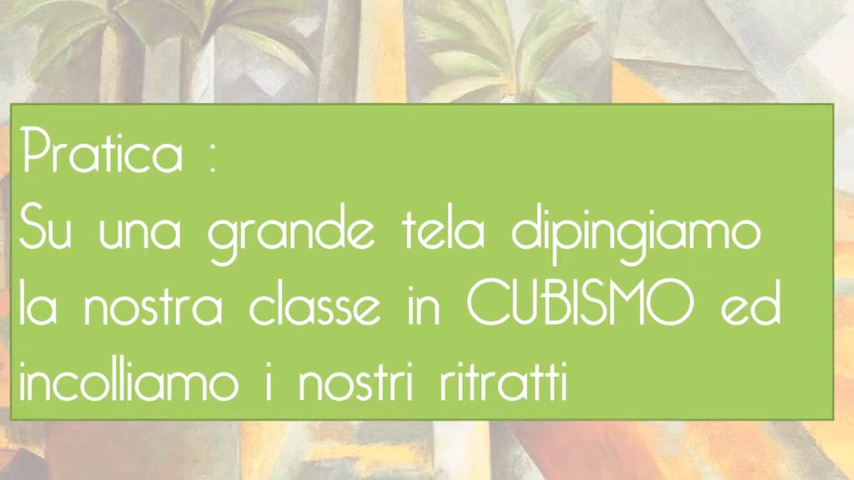 Pratica :
Su una grande tela dipingiamo
la nostra classe in CUBISMO ed
incolliamo i nostri ritratti